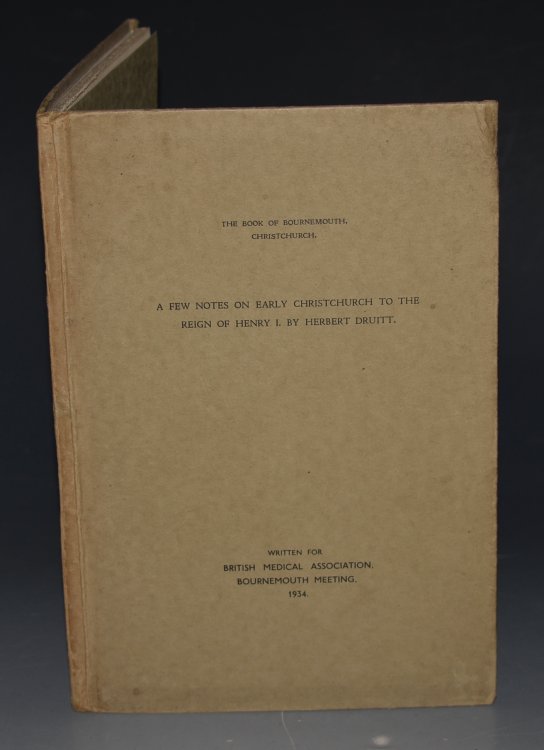 THE BOOK OF BOURNEMOUTH.
CHRISTCHURCH.
A FEW NOTES ON EARLY CHRISTCHURCH TO THE
REIGN OF HENRY I. BY HERBERT DRUITT.
WRITTEN FOR
BRITISH MEDICAL ASSOCIATION.
BOURNEMOUTH MEETING.
1934.